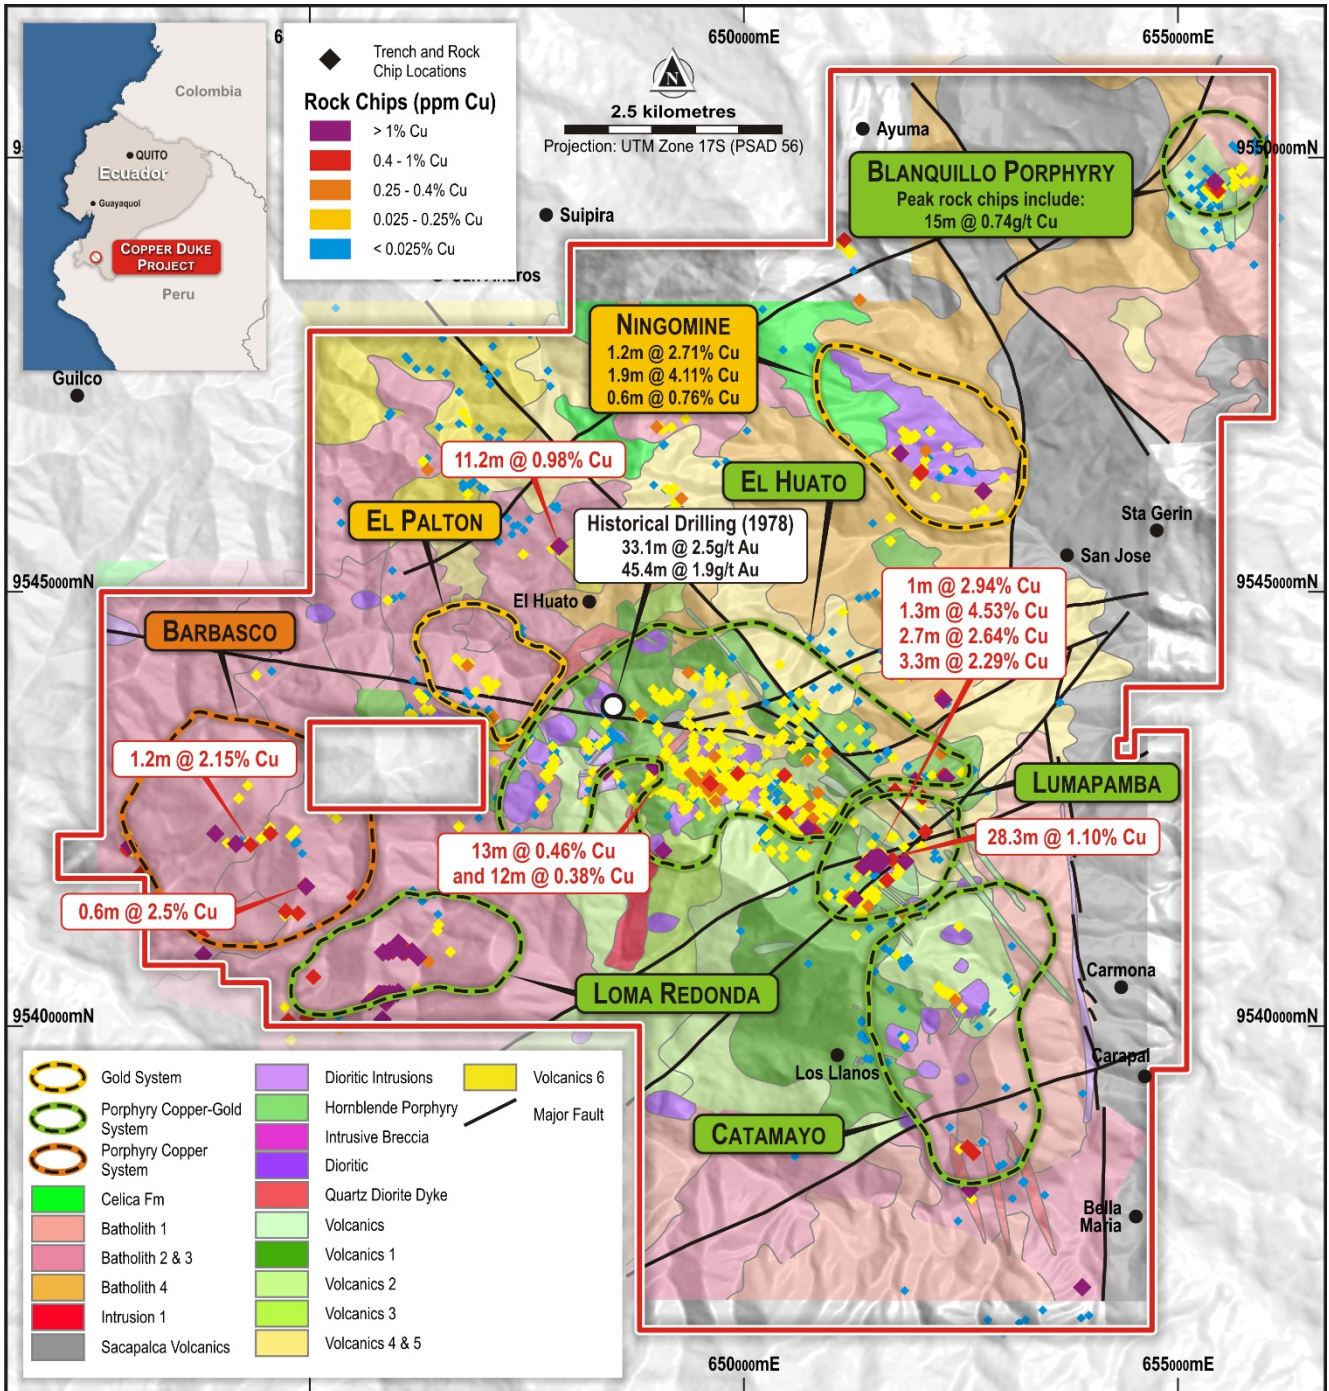 Colombia
QUITO
Ecuador
Guayaquol
COPPER DUKE
PROJECT
Peru
Trench and Rock
Chip Locations
Rock Chips (ppm Cu)
> 1% Cu
0.4 - 1% Cu
0.25 - 0.4% Cu
0.025 - 0.25% Cu
< 0.025% Cu
650000mE
655000mE
N
2.5 kilometres
Projection: UTM Zone 17S (PSAD 56)
Ayuma
9550000mN
BLANQUILLO PORPHYRY
Peak rock chips include:
15m @ 0.74g/t Cu
Suipira
Guilco
NINGOMINE
1.2m @ 2.71% Cu
1.9m @ 4.11% Cu
0.6m @ 0.76% Cu
11.2m @ 0.98% Cu
EL HUATO
EL PALTON
Historical Drilling (1978)
33.1m @ 2.5g/t Au
45.4m @ 1.9g/t Au
Sta Gerin
San Jose
9545000mN
9545000mN
El Huato
1m @ 2.94% Cu
1.3m @ 4.53% Cu
2.7m @ 2.64% Cu
3.3m @ 2.29% Cu
BARBASCO
1.2m @ 2.15% Cu
LUMAPAMBA
13m @ 0.46% Cu
and 12m @ 0.38% Cu
28.3m @ 1.10% Cu
0.6m @ 2.5% Cu
LOMA REDONDA
Carmona
9540000mN
9540000mN
Los Llanos
Carapal
CATAMAYO
Bella
Maria
Gold System
Porphyry Copper-Gold
System
Porphyry Copper
System
Celica Fm
Batholith 1
Batholith 2 & 3
Batholith 4
Intrusion 1
Sacapalca Volcanics
Dioritic Intrusions
Hornblende Porphyry
Intrusive Breccia
Dioritic
Quartz Diorite Dyke
Volcanics
Volcanics 1
Volcanics 2
Volcanics 3
Volcanics 4 & 5
Volcanics 6
Major Fault
650000mE
655000mE